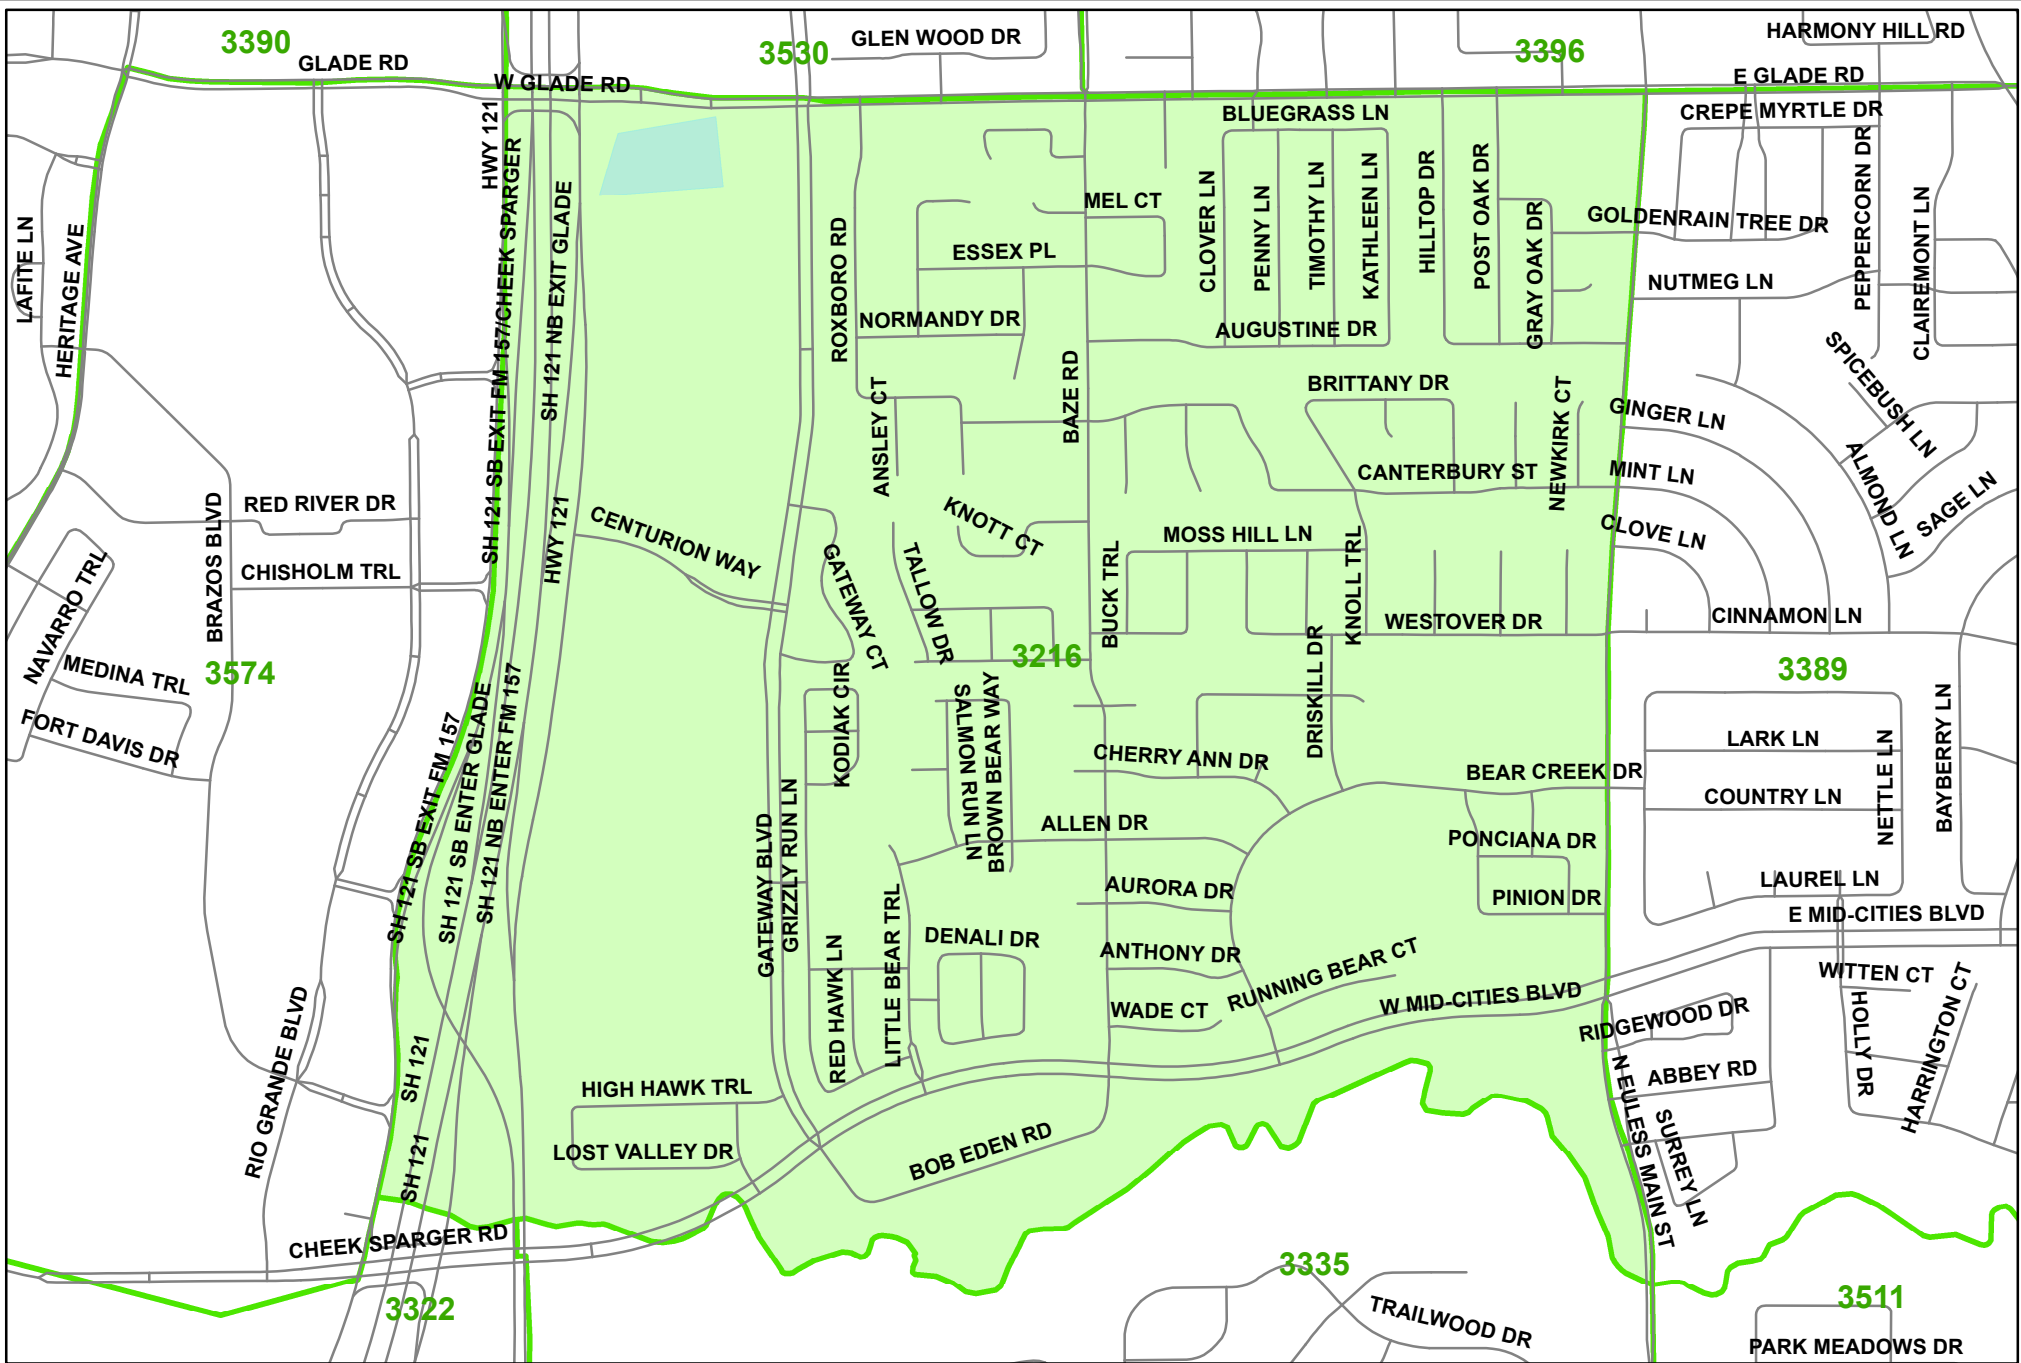 3390
GLADE RD
W GLADE RD
3530
GLEN WOOD DR
3396
HARMONY HILL RD
E GLADE RD
CREPE MYRTLE DR
BLUEGRASS LN
HWY 121
SH 121 SB EXIT FM 157/CHEEK SPARGER
SH 121 NB EXIT GLADE
LAFITE LN
HERITAGE AVE
ROXBORO RD
MEL CT
ESSEX PL
NORMANDY DR
CLOVER LN
PENNY LN
TIMOTHY LN
KATHLEEN LN
HILLTOP DR
POST OAK DR
GRAY OAK DR
GOLDENRAIN TREE DR
PEPPERCORN DR
CLAIREMONT LN
NUTMEG LN
AUGUSTINE DR
BAZE RD
ANSLEY CT
BRITTANY DR
NEWKIRK CT
GINGER LN
SPICEBUSH LN
ALMOND LN
SAGE LN
CANTERBURY ST
MINT LN
CLOVE LN
RED RIVER DR
BRAZOS BLVD
CHISHOLM TRL
NAVARRO TRL
MEDINA TRL
FORT DAVIS DR
3574
HWY 121
CENTURION WAY
GATEWAY CT
TALLOW DR
KNOTT CT
MOSS HILL LN
BUCK TRL
KNOLL TRL
DRISKILL DR
WESTOVER DR
CINNAMON LN
3216
3389
SH 121 SB EXIT FM 157
SH 121 SB ENTER GLADE
SH 121 NB ENTER FM 157
KODIAK CIR
SALMON RUN LN
BROWN BEAR WAY
CHERRY ANN DR
BEAR CREEK DR
LARK LN
COUNTRY LN
NETTLE LN
BAYBERRY LN
GATEWAY BLVD
GRIZZLY RUN LN
ALLEN DR
PONCIANA DR
PINION DR
LAUREL LN
E MID-CITIES BLVD
AURORA DR
DENALI DR
ANTHONY DR
RED HAWK LN
LITTLE BEAR TRL
WADE CT
RUNNING BEAR CT
W MID-CITIES BLVD
WITTEN CT
HOLLY DR
HARRINGTON CT
RIDGEWOOD DR
ABBEY RD
N EULESS MAIN ST
SURREY LN
RIO GRANDE BLVD
SH 121
SH 121
HIGH HAWK TRL
LOST VALLEY DR
BOB EDEN RD
CHEEK SPARGER RD
3322
3335
TRAILWOOD DR
3511
PARK MEADOWS DR